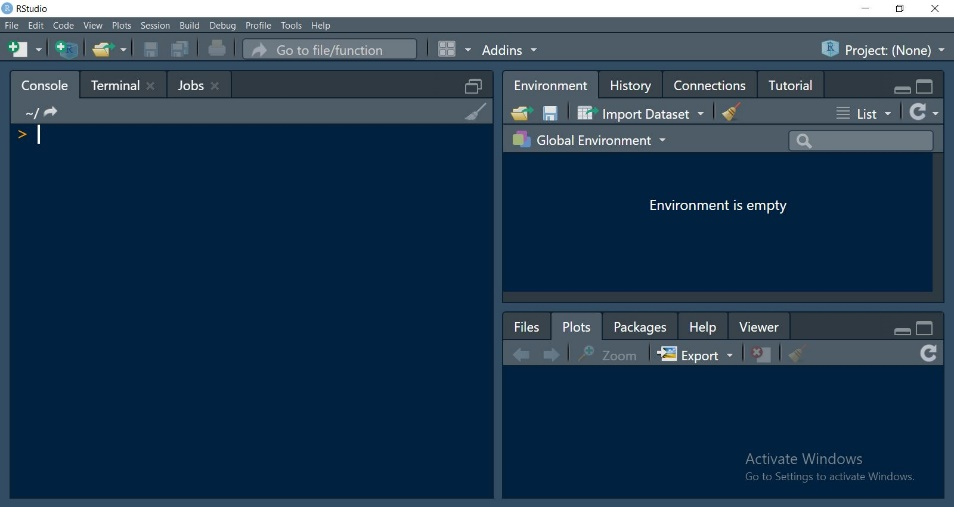 RStudio
File Edit Code View Plots Session Build Debug Profile Tools Help
Go to file/function Addins Project: (None)
Console Terminal Jobs
~/
>
Environment History Connections Tutorial
Import Dataset List
Global Environment
Environment is empty
Files Plots Packages Help Viewer
Zoom Export
Activate Windows
Go to Settings to activate Windows.